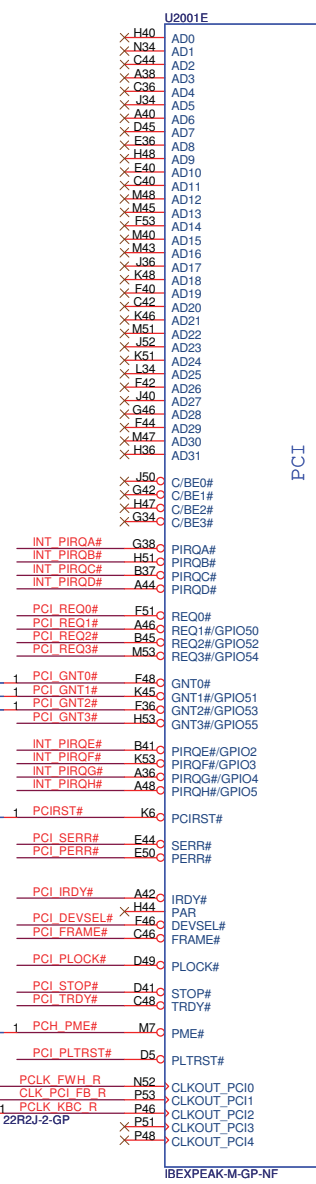 U2001E
H40 AD0
N34 AD1
C44 AD2
A38 AD3
C36 AD4
J34 AD5
A40 AD6
D45 AD7
E36 AD8
H48 AD9
E40 AD10
C40 AD11
M48 AD12
M45 AD13
F53 AD14
M40 AD15
M43 AD16
J36 AD17
K48 AD18
F40 AD19
C42 AD20
K46 AD21
M51 AD22
J52 AD23
K51 AD24
L34 AD25
F42 AD26
J40 AD27
G46 AD28
F44 AD29
M47 AD30
H36 AD31
PCI
J50 C/BE0#
G42 C/BE1#
H47 C/BE2#
G34 C/BE3#
INT_PIRQA# G38 PIRQA#
INT_PIRQB# H51 PIRQB#
INT_PIRQC# B37 PIRQC#
INT_PIRQD# A44 PIRQD#
PCI_REQ0# F51 REQ0#
PCI_REQ1# A46 REQ1#/GPIO50
PCI_REQ2# B45 REQ2#/GPIO52
PCI_REQ3# M53 REQ3#/GPIO54
1 PCI_GNT0# F48 GNT0#
1 PCI_GNT1# K45 GNT1#/GPIO51
1 PCI_GNT2# F36 GNT2#/GPIO53
PCI_GNT3# H53 GNT3#/GPIO55
INT_PIRQE# B41 PIRQE#/GPIO2
INT_PIRQF# K53 PIRQF#/GPIO3
INT_PIRQG# A36 PIRQG#/GPIO4
INT_PIRQH# A48 PIRQH#/GPIO5
1 PCIRST# K6 PCIRST#
PCI_SERR# E44 SERR#
PCI_PERR# E50 PERR#
PCI_IRDY# A42 IRDY#
H44 PAR
PCI_DEVSEL# F46 DEVSEL#
PCI_FRAME# C46 FRAME#
PCI_PLOCK# D49 PLOCK#
PCI_STOP# D41 STOP#
PCI_TRDY# C48 TRDY#
1 PCH_PME# M7 PME#
PCI_PLTRST# D5 PLTRST#
PCLK_FWH_R N52 CLKOUT_PCI0
CLK_PCI_FB_R P53 CLKOUT_PCI1
1 PCLK_KBC_R P46 CLKOUT_PCI2
22R2J-2-GP P51 CLKOUT_PCI3
P48 CLKOUT_PCI4
IBEXPEAK-M-GP-NF